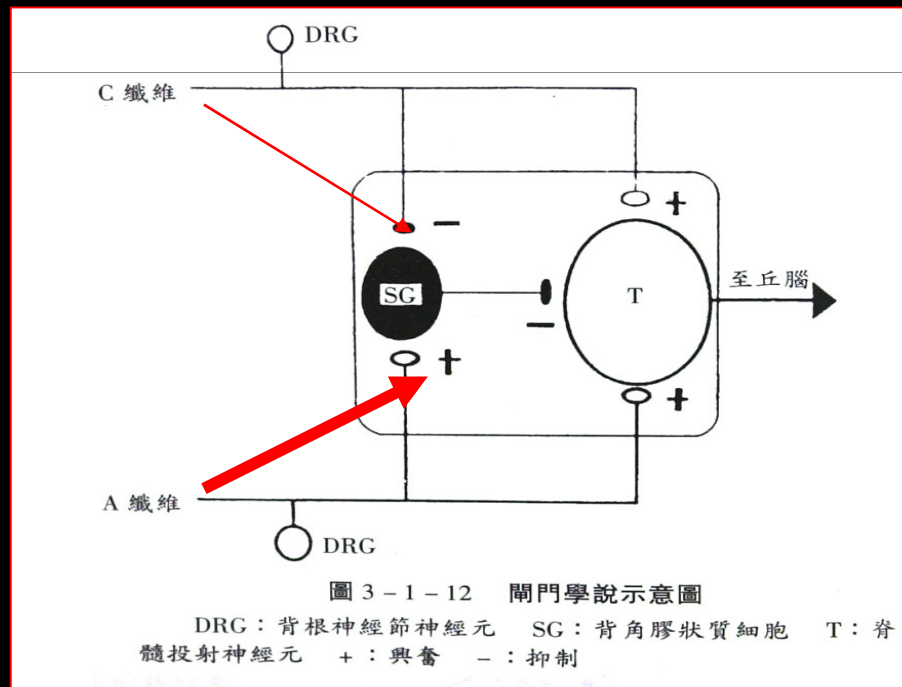 DRG
C 纖維
－
+
SG
T
至丘腦
－
+
+
A 纖維
DRG
圖 3－1－12 閘門學說示意圖
DRG：背根神經節神經元 SG：背角膠狀質細胞 T：脊
髓投射神經元 +：興奮 －：抑制